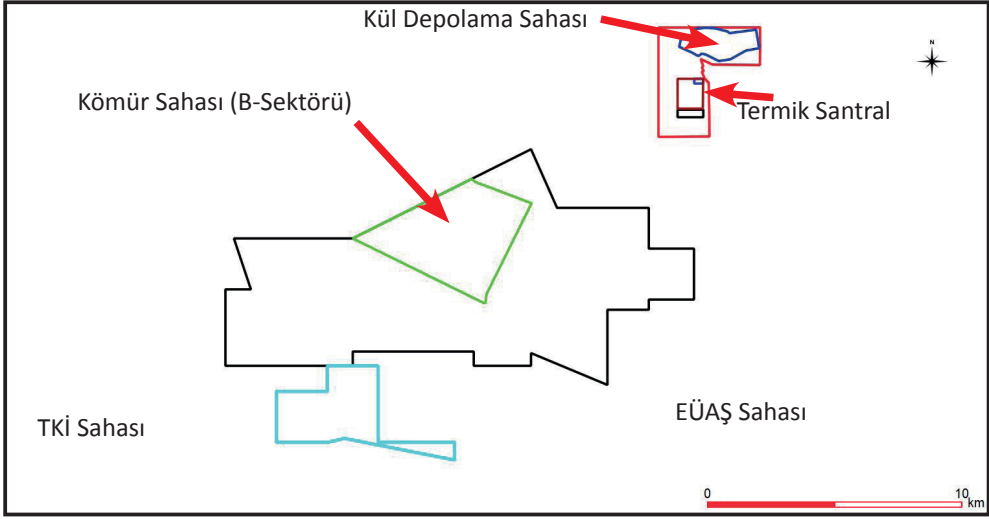 Kül Depolama Sahası
N
Kömür Sahası (B-Sektörü)
Termik Santral
TKİ Sahası
EÜAŞ Sahası
0 10
km